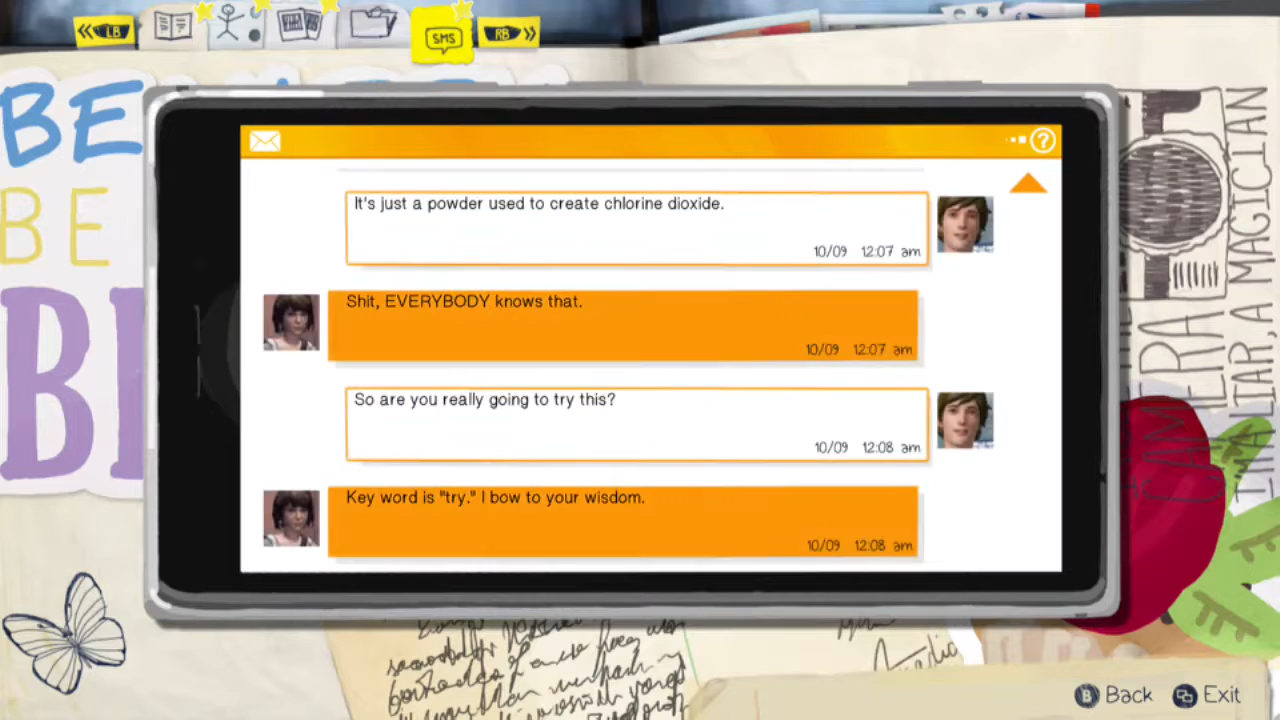 LB
SMS
RB
BE
BE
It's just a powder used to create chlorine dioxide.
10/09 12:07 am
Shit, EVERYBODY knows that.
10/09 12:07 am
So are you really going to try this?
10/09 12:08 am
Key word is "try." I bow to your wisdom.
10/09 12:08 am
?
CAMERA
LIAR, A MAGICIAN
B Back
Exit